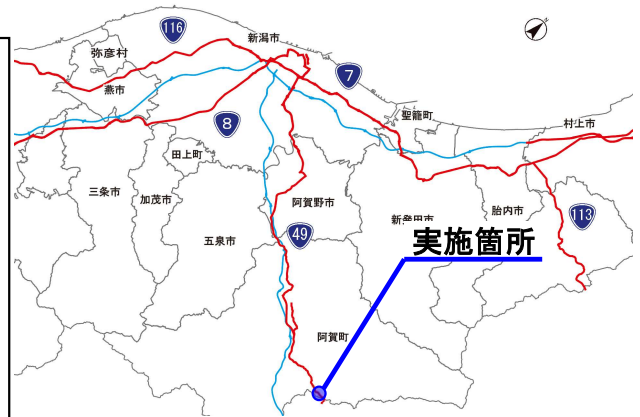 116
新潟市
弥彦村
7
燕市
聖籠町
8
村上市
田上町
三条市
加茂市
阿賀野市
新発田市
胎内市
113
五泉市
49
実施箇所
阿賀町